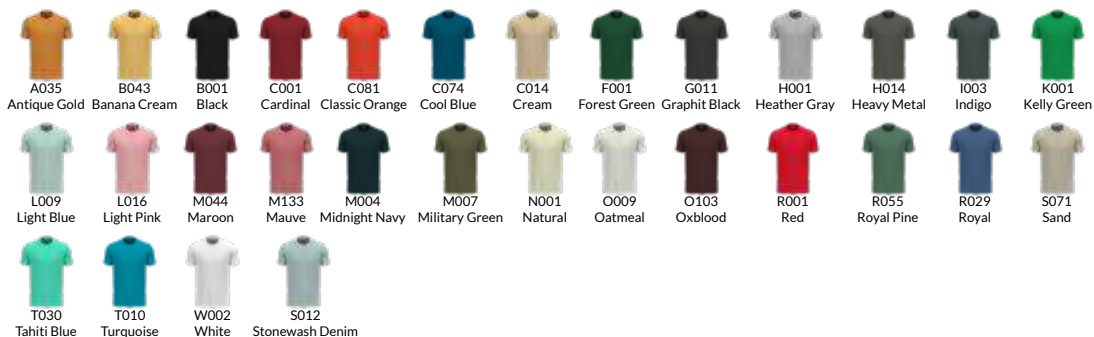 A035 B043 B001 C001 C081 C074 C014 F001 G011 H001 H014 I003 K001
Antique Gold Banana Cream Black Cardinal Classic Orange Cool Blue Cream Forest Green Graphit Black Heather Gray Heavy Metal Indigo Kelly Green
L009 L016 M044 M133 M004 M007 N001 O009 O103 R001 R055 R029 S071
Light Blue Light Pink Maroon Mauve Midnight Navy Military Green Natural Oatmeal Oxblood Red Royal Pine Royal Sand
T030 T010 W002 S012
Tahiti Blue Turquoise White Stonewash Denim